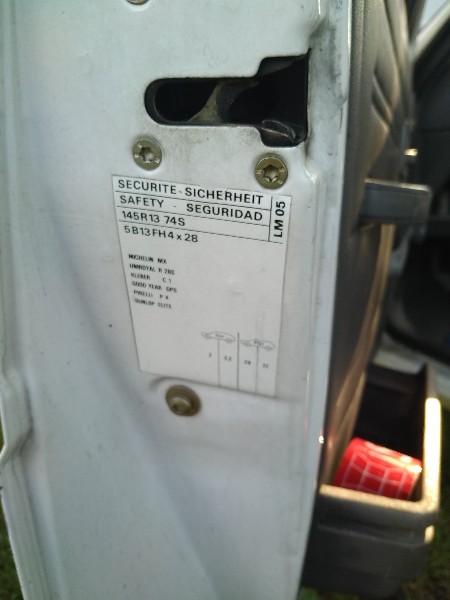 SECURITE - SICHERHEIT
SAFETY - SEGURIDAD
LM 05
145R13 74S
5B13FH4x28
MICHELIN MX
UNIROYAL R 280
KLEBER C 1
GOOD YEAR GPS
PIRELLI P 4
DUNLOP ELITE